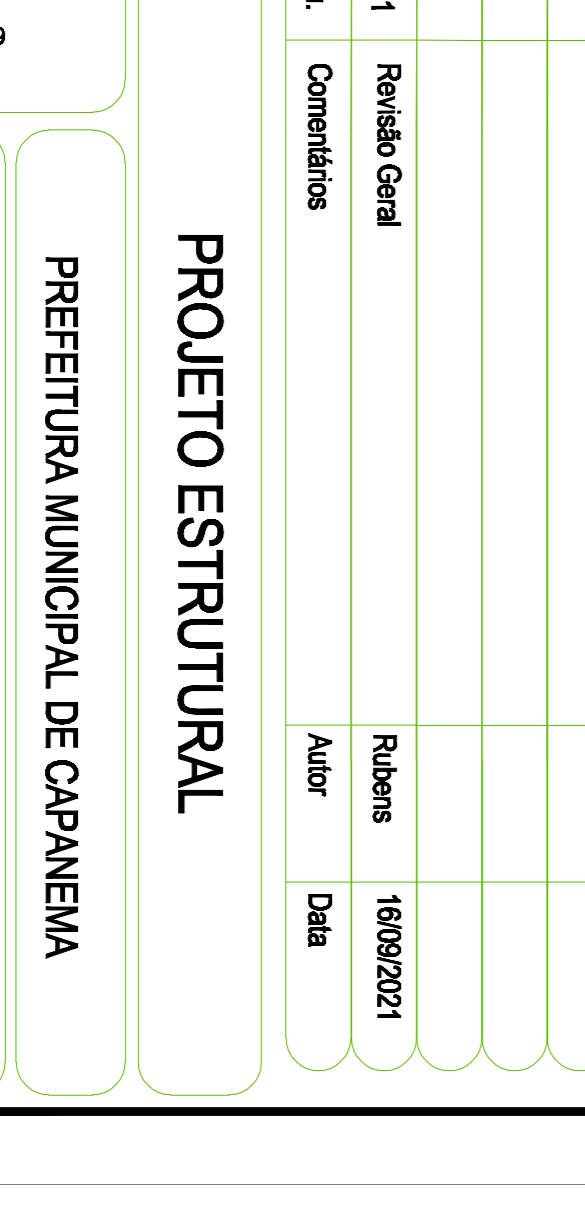 1 Revisão Geral Rubens 16/09/2021
Comentários Autor Data
PROJETO ESTRUTURAL
PREFEITURA MUNICIPAL DE CAPANEMA